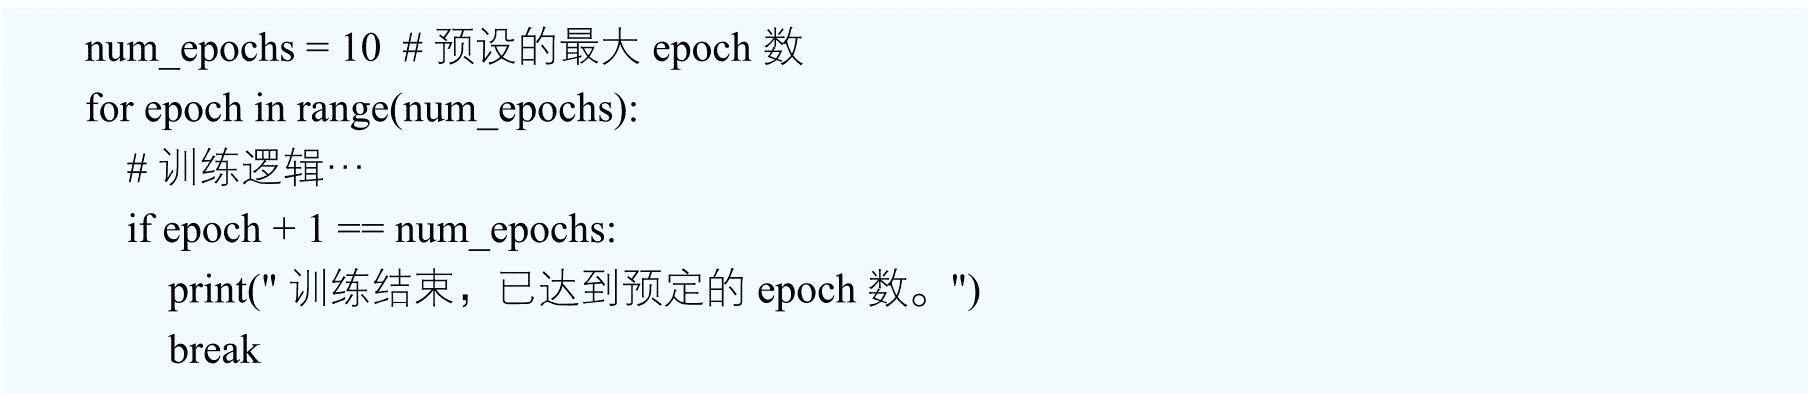 num_epochs = 10  # 预设的最大 epoch 数
for epoch in range(num_epochs):
    # 训练逻辑…
    if epoch + 1 == num_epochs:
        print(" 训练结束，已达到预定的 epoch 数。")
        break